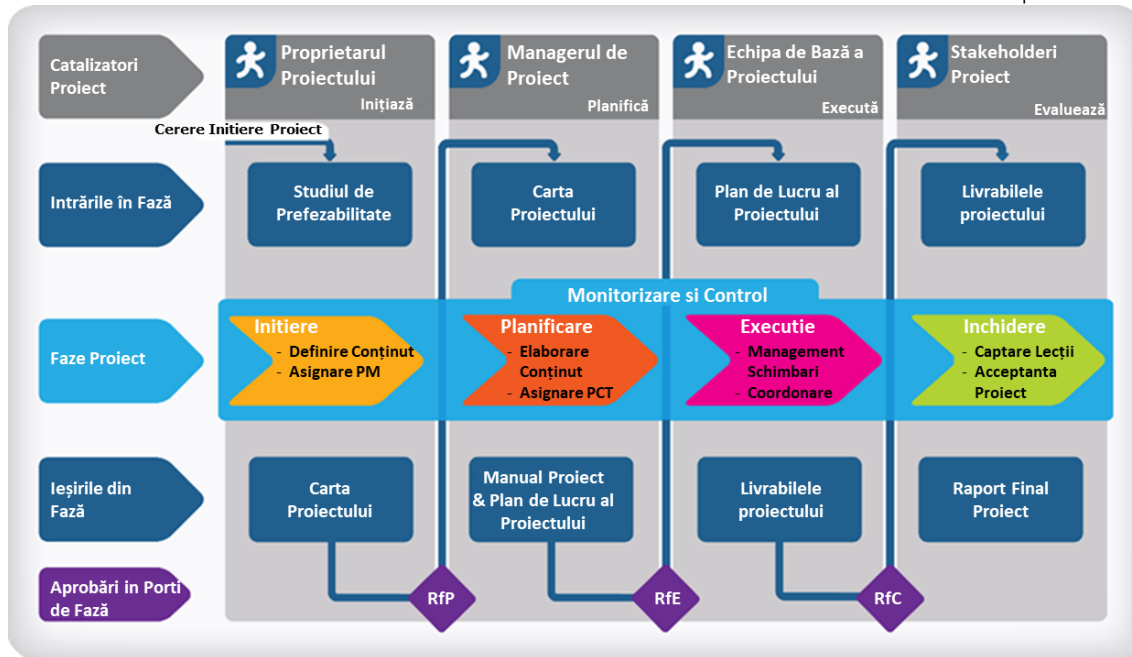 Catalizatori
Proiect
Proprietarul
Proiectului
Inițiază
Managerul de
Proiect
Planifică
Echipa de Bază a
Proiectului
Execută
Stakeholderi
Proiect
Evaluează
Cerere Initiere Proiect
Intrările în Fază
Studiul de
Prefezabilitate
Carta
Proiectului
Plan de Lucru al
Proiectului
Livrabilele
proiectului
Monitorizare si Control
Faze Proiect
Initiere
- Definire Conținut
- Asignare PM
Planificare
- Elaborare
Conținut
- Asignare PCT
Executie
- Management
Schimbari
- Coordonare
Inchidere
- Captare Lecții
- Acceptanta
Proiect
Ieșirile din
Fază
Carta
Proiectului
Manual Proiect
& Plan de Lucru al
Proiectului
Livrabilele
proiectului
Raport Final
Proiect
Aprobări in Porti
de Fază
RfP
RfE
RfC